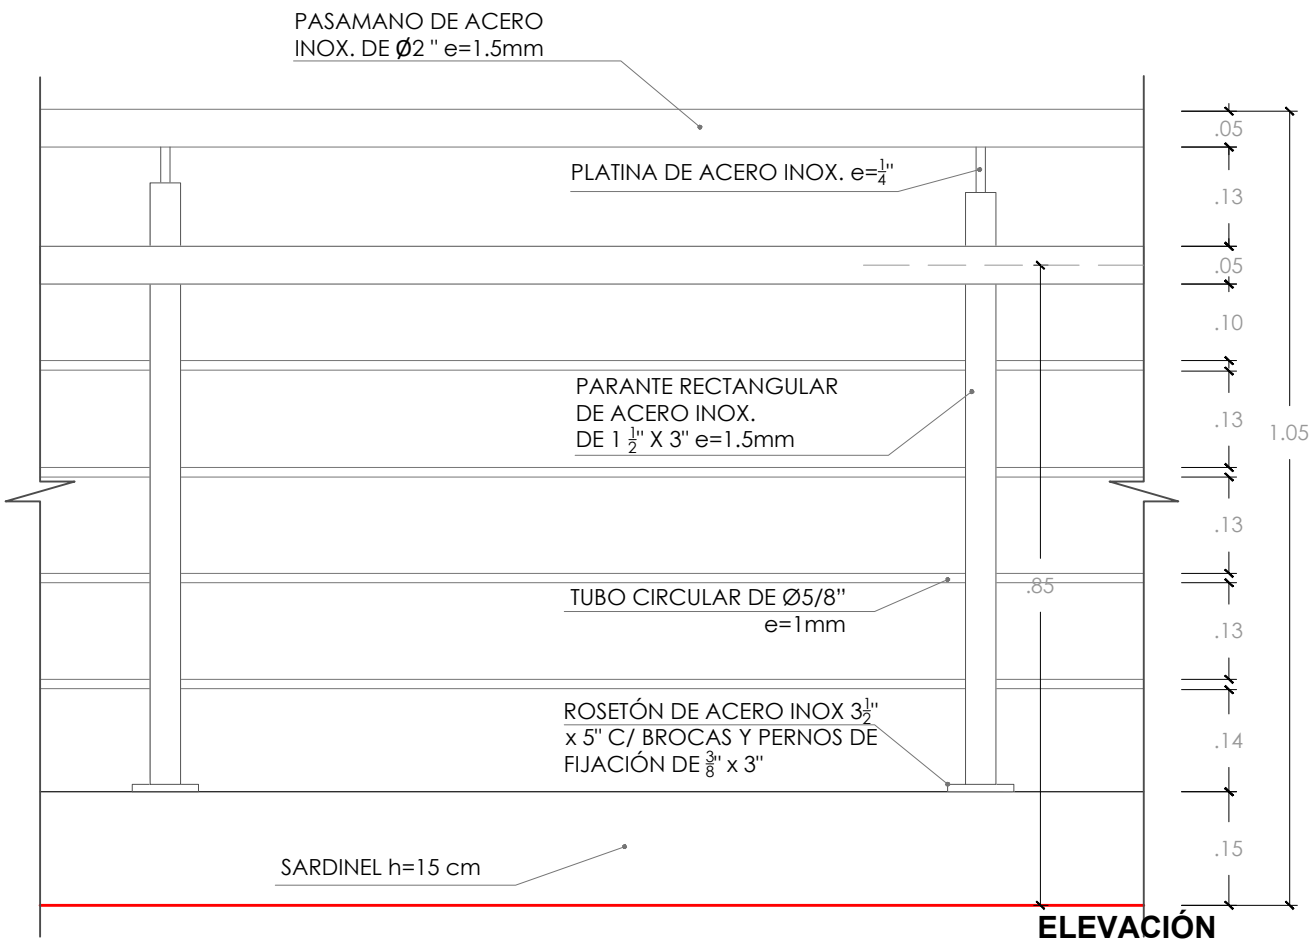 PASAMANO DE ACERO
INOX. DE Ø2 " e=1.5mm
.05
PLATINA DE ACERO INOX. e=1/4"
.13
.05
.10
PARANTE RECTANGULAR
DE ACERO INOX.
DE 1 1/2" X 3" e=1.5mm
.13
1.05
.13
TUBO CIRCULAR DE Ø5/8”
e=1mm
.85
.13
ROSETÓN DE ACERO INOX 3 1/2"
x 5" C/ BROCAS Y PERNOS DE
FIJACIÓN DE 3/8" x 3"
.14
SARDINEL h=15 cm
.15
ELEVACIÓN